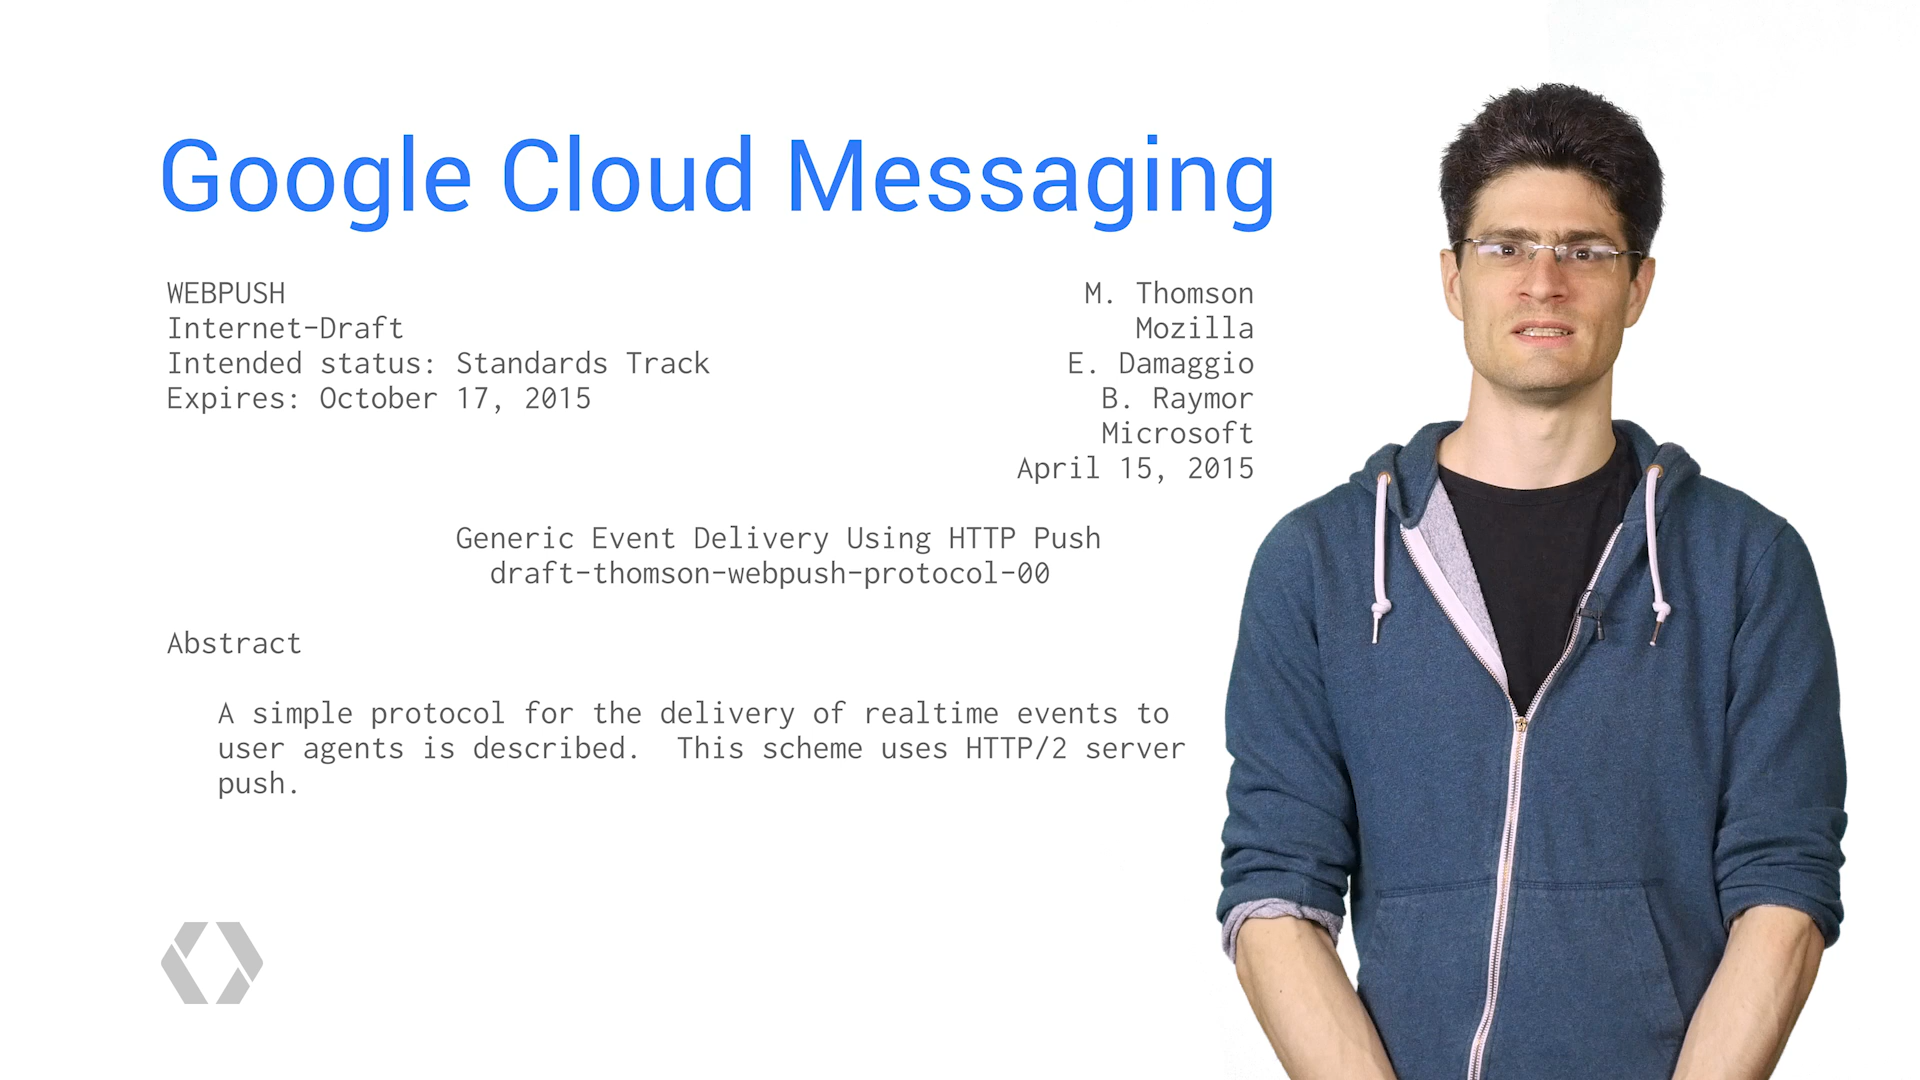 Google Cloud Messaging
WEBPUSH M. Thomson
Internet-Draft Mozilla
Intended status: Standards Track E. Damaggio
Expires: October 17, 2015 B. Raymor
Microsoft
April 15, 2015
Generic Event Delivery Using HTTP Push
draft-thomson-webpush-protocol-00
Abstract
A simple protocol for the delivery of realtime events to
user agents is described. This scheme uses HTTP/2 server
push.